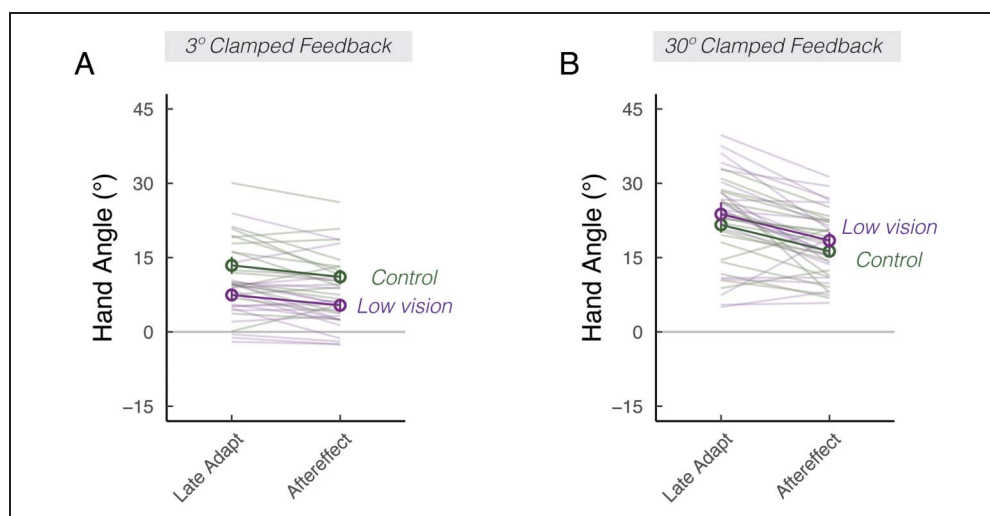 3° Clamped Feedback
A
Hand Angle (°)
45
30
15
0
−15
Control
Low vision
Late Adapt
Aftereffect
30° Clamped Feedback
B
Hand Angle (°)
45
30
15
0
−15
Low vision
Control
Late Adapt
Aftereffect